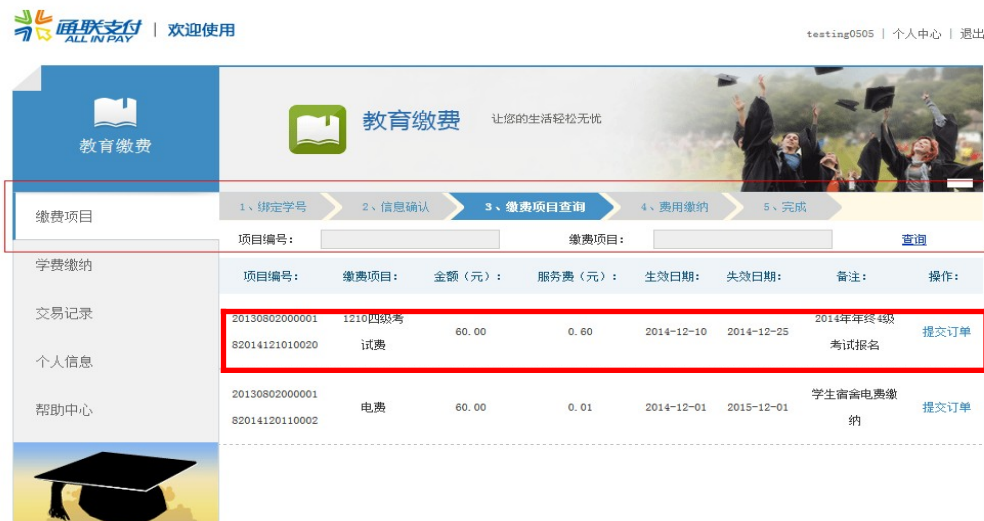 通联支付 | 欢迎使用
ALL IN PAY
testing0505 | 个人中心 | 退出
教育缴费
教育缴费 让您的生活轻松无忧
缴费项目
学费缴纳
交易记录
个人信息
帮助中心
1、绑定学号 2、信息确认 3、缴费项目查询 4、费用缴纳 5、完成
项目编号： 缴费项目： 查询
项目编号： 缴费项目： 金额（元）： 服务费（元）： 生效日期： 失效日期： 备注： 操作：
20130802000001 1210四级考 2014年年终4级
60.00 0.60 2014-12-10 2014-12-25 提交订单
82014121010020 试费 考试报名
20130802000001 学生宿舍电费缴
电费 60.00 0.01 2014-12-01 2015-12-01 提交订单
82014120110002 纳